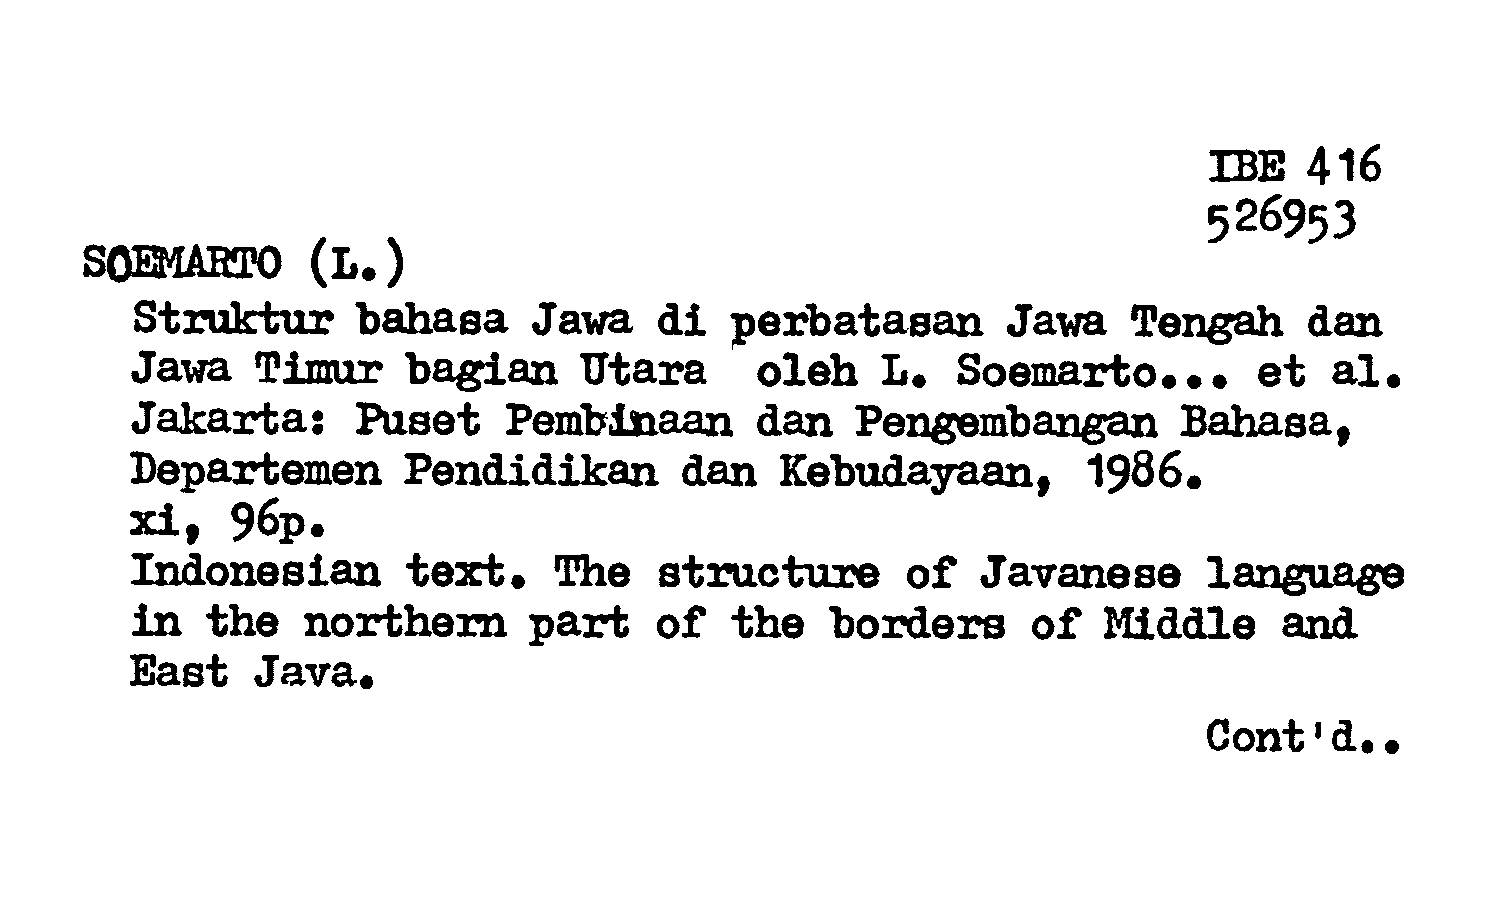 IBE 416
526953
SOEMARTO (L.)
Struktur bahasa Jawa di perbatasan Jawa Tengah dan
Jawa Timur bagian Utara oleh L. Soemarto... et al.
Jakarta: Puset Pembinaan dan Pengembangan Bahasa,
Departemen Pendidikan dan Kebudayaan, 1986.
xi, 96p.
Indonesian text. The structure of Javanese language
in the northern part of the borders of Middle and
East Java.
Cont'd..